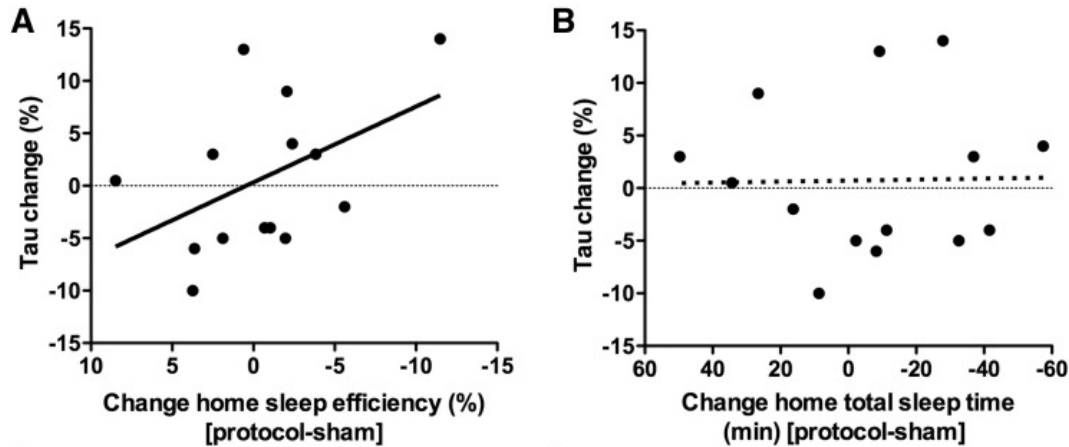 A
15
10
5
0
-5
-10
-15
Tau change (%)
10 5 0 -5 -10 -15
Change home sleep efficiency (%)
[protocol-sham]
B
15
10
5
0
-5
-10
-15
Tau change (%)
60 40 20 0 -20 -40 -60
Change home total sleep time
(min) [protocol-sham]